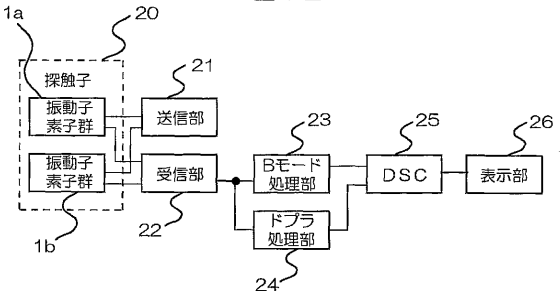 1a
20
探触子
振動子
素子群
振動子
素子群
1b
21
送信部
受信部
22
23
Bモード
処理部
ドプラ
処理部
24
25
DSC
26
表示部